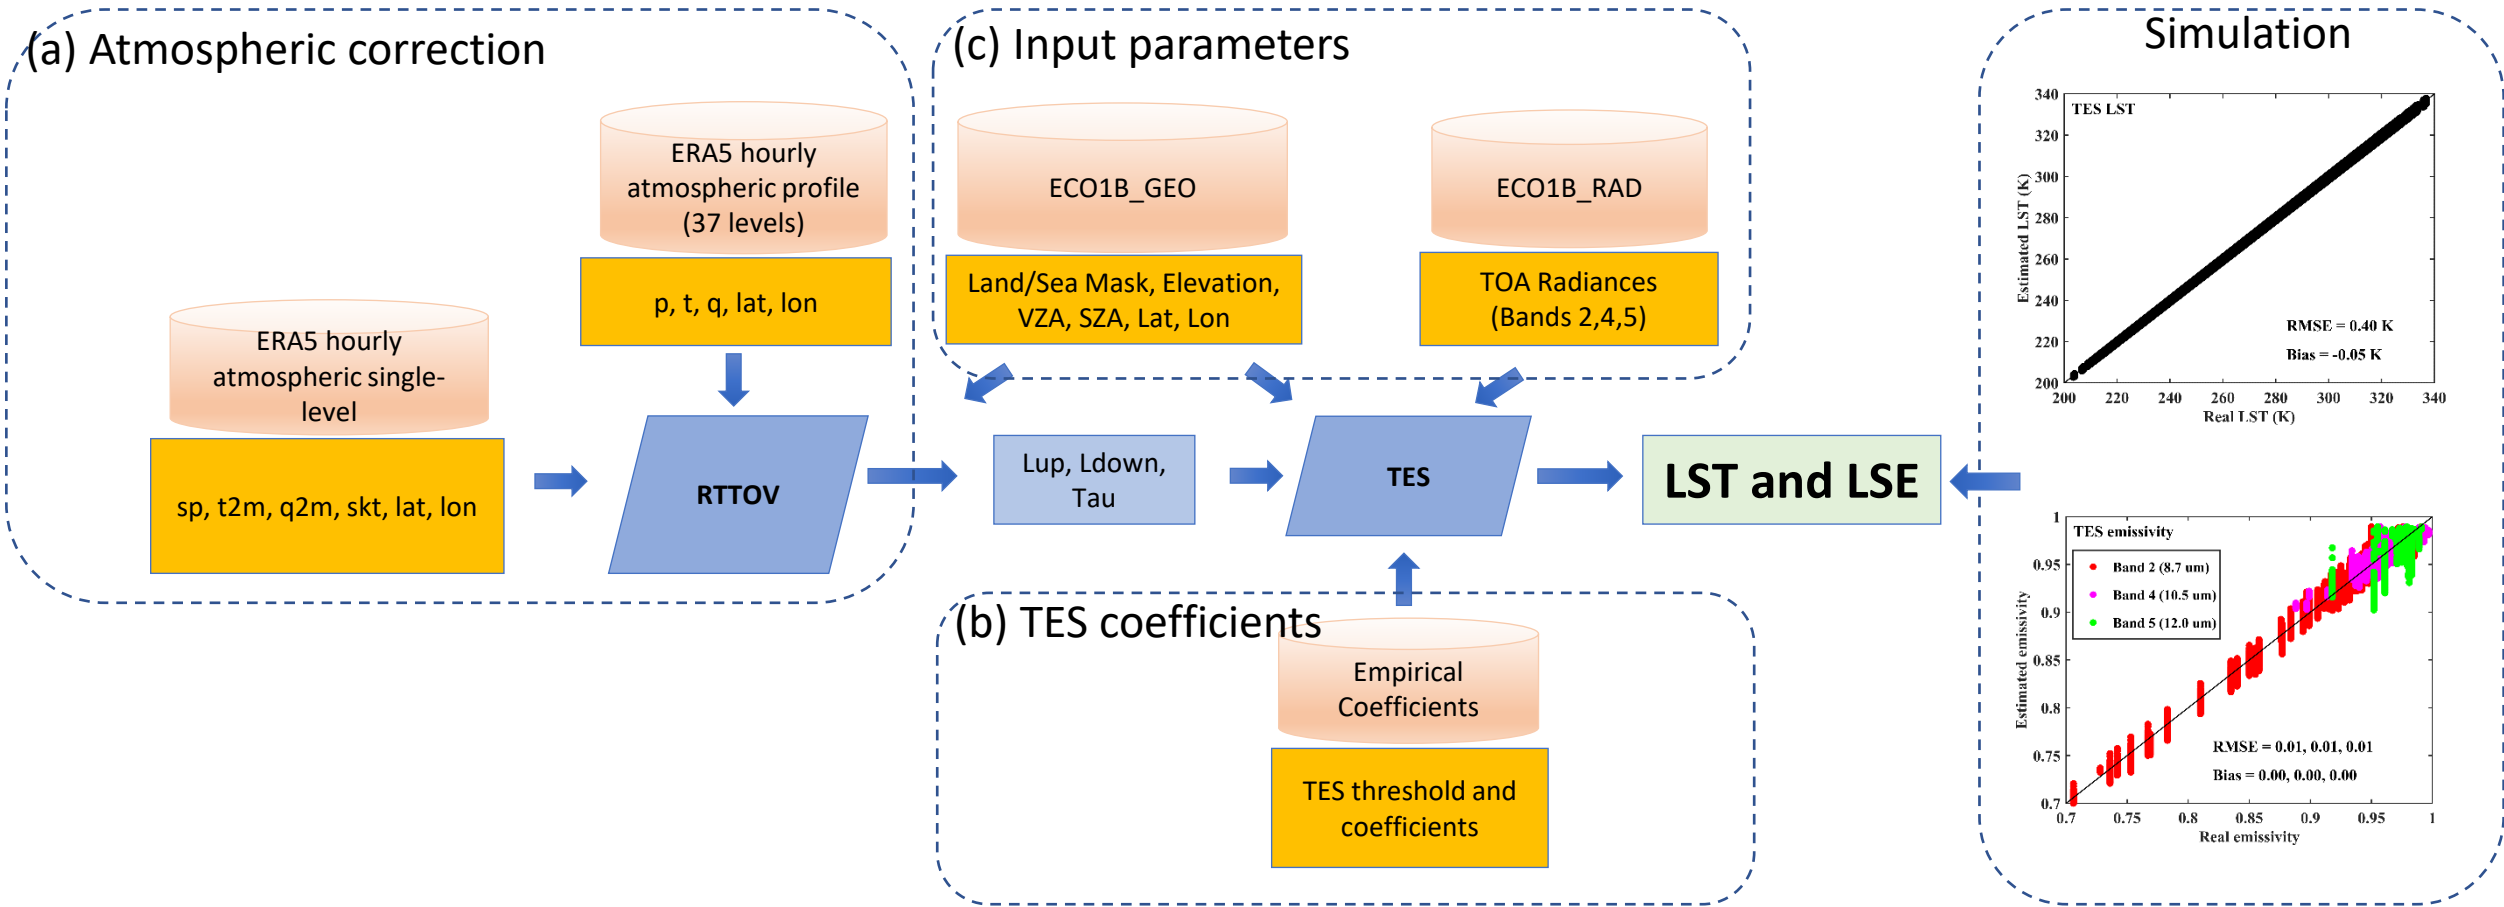 (a) Atmospheric correction
ERA5 hourly
atmospheric profile
(37 levels)
p, t, q, lat, lon
ERA5 hourly
atmospheric single-
level
sp, t2m, q2m, skt, lat, lon
RTTOV
(c) Input parameters
ECO1B_GEO
Land/Sea Mask, Elevation,
VZA, SZA, Lat, Lon
ECO1B_RAD
TOA Radiances
(Bands 2,4,5)
Lup, Ldown,
Tau
TES
LST and LSE
(b) TES coefficients
Empirical
Coefficients
TES threshold and
coefficients
Simulation
TES LST
340
320
300
280
260
240
220
200
Estimated LST (K)
RMSE = 0.40 K
Bias = -0.05 K
200 220 240 260 280 300 320 340
Real LST (K)
TES emissivity
Band 2 (8.7 um)
Band 4 (10.5 um)
Band 5 (12.0 um)
1
0.95
0.9
0.85
0.8
0.75
0.7
Estimated emissivity
RMSE = 0.01, 0.01, 0.01
Bias = 0.00, 0.00, 0.00
0.7 0.75 0.8 0.85 0.9 0.95 1
Real emissivity